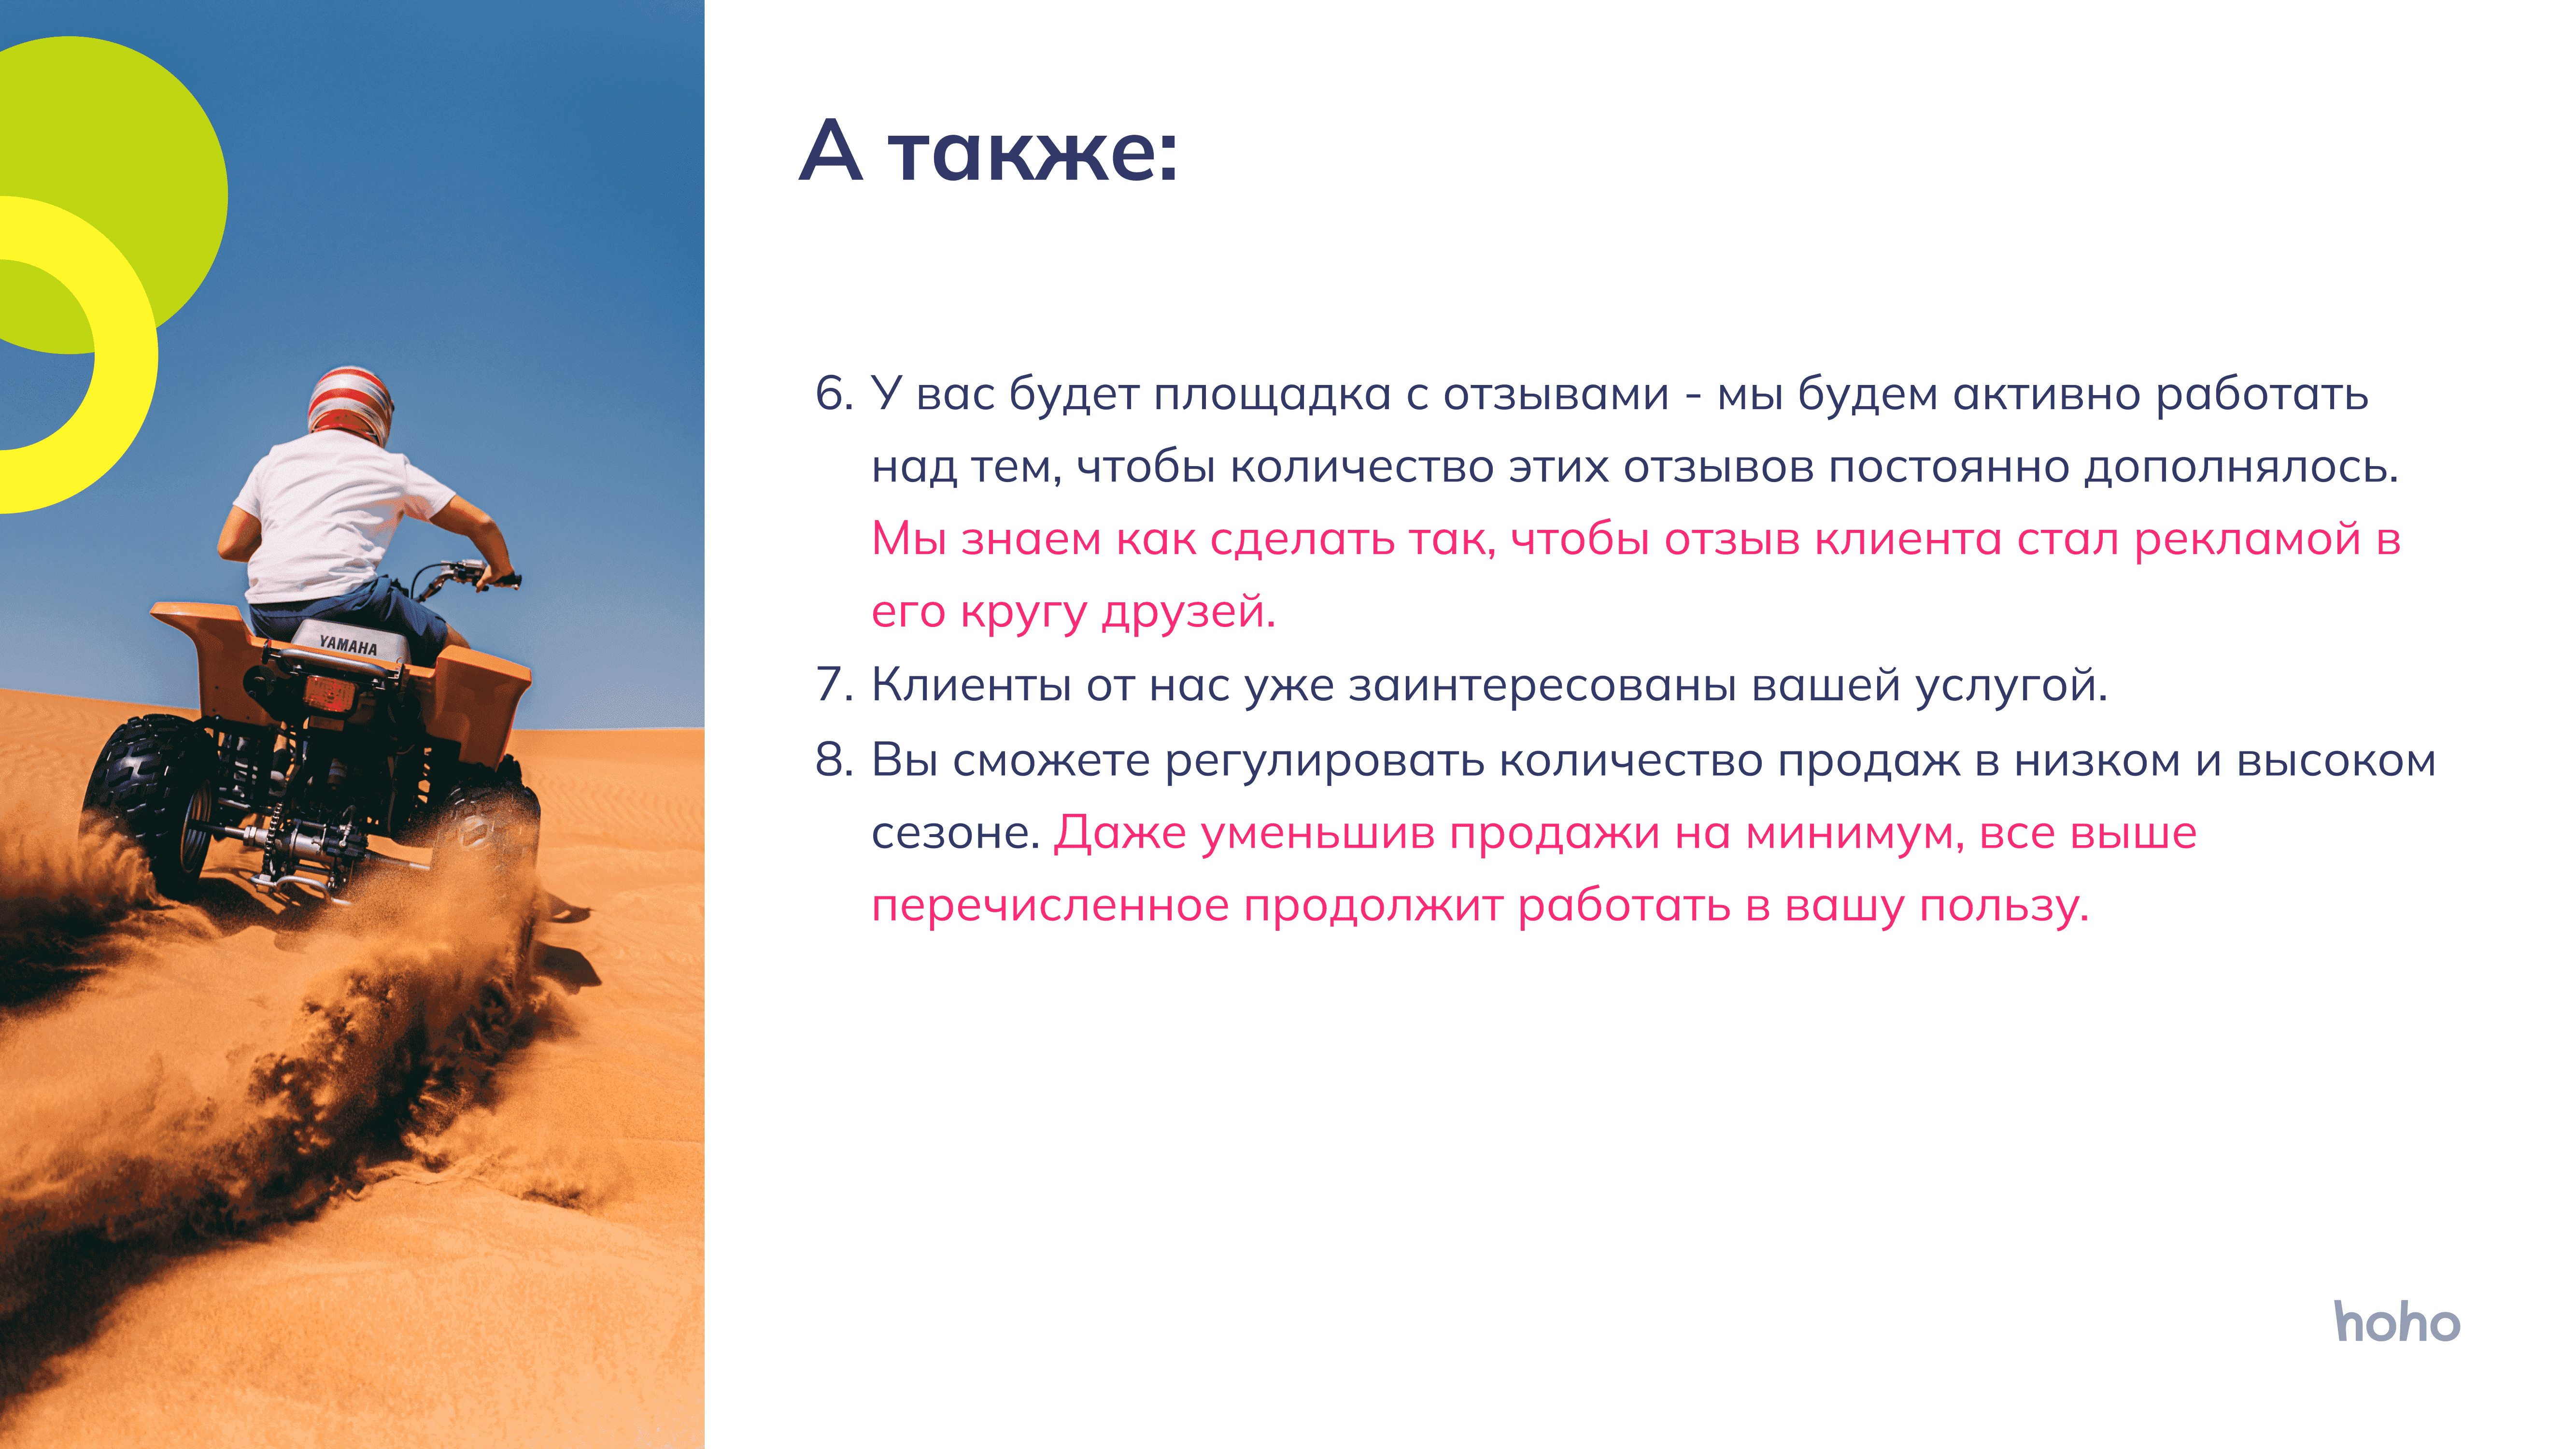 А также:
6. У вас будет площадка с отзывами - мы будем активно работать
над тем, чтобы количество этих отзывов постоянно дополнялось.
Мы знаем как сделать так, чтобы отзыв клиента стал рекламой в
его кругу друзей.
7. Клиенты от нас уже заинтересованы вашей услугой.
8. Вы сможете регулировать количество продаж в низком и высоком
сезоне. Даже уменьшив продажи на минимум, все выше
перечисленное продолжит работать в вашу пользу.
YAMAHA
hoho